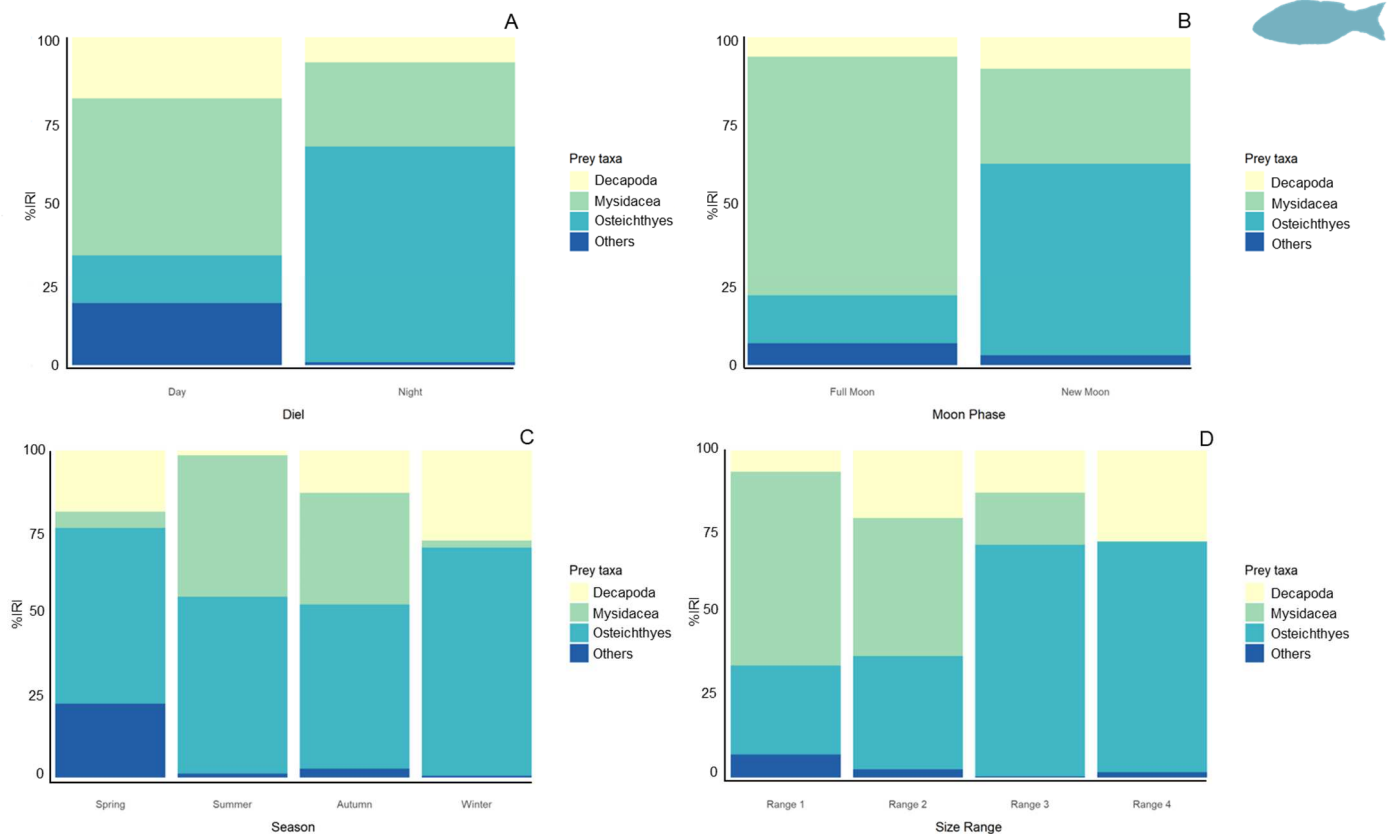 A
100
75
50
25
0
%IRI
Day
Night
Diel
Prey taxa
Decapoda
Mysidacea
Osteichthyes
Others
B
100
75
50
25
0
%IRI
Full Moon
New Moon
Moon Phase
Prey taxa
Decapoda
Mysidacea
Osteichthyes
Others
C
100
75
50
25
0
%IRI
Spring
Summer
Autumn
Winter
Season
Prey taxa
Decapoda
Mysidacea
Osteichthyes
Others
D
100
75
50
25
0
%IRI
Range 1
Range 2
Range 3
Range 4
Size Range
Prey taxa
Decapoda
Mysidacea
Osteichthyes
Others